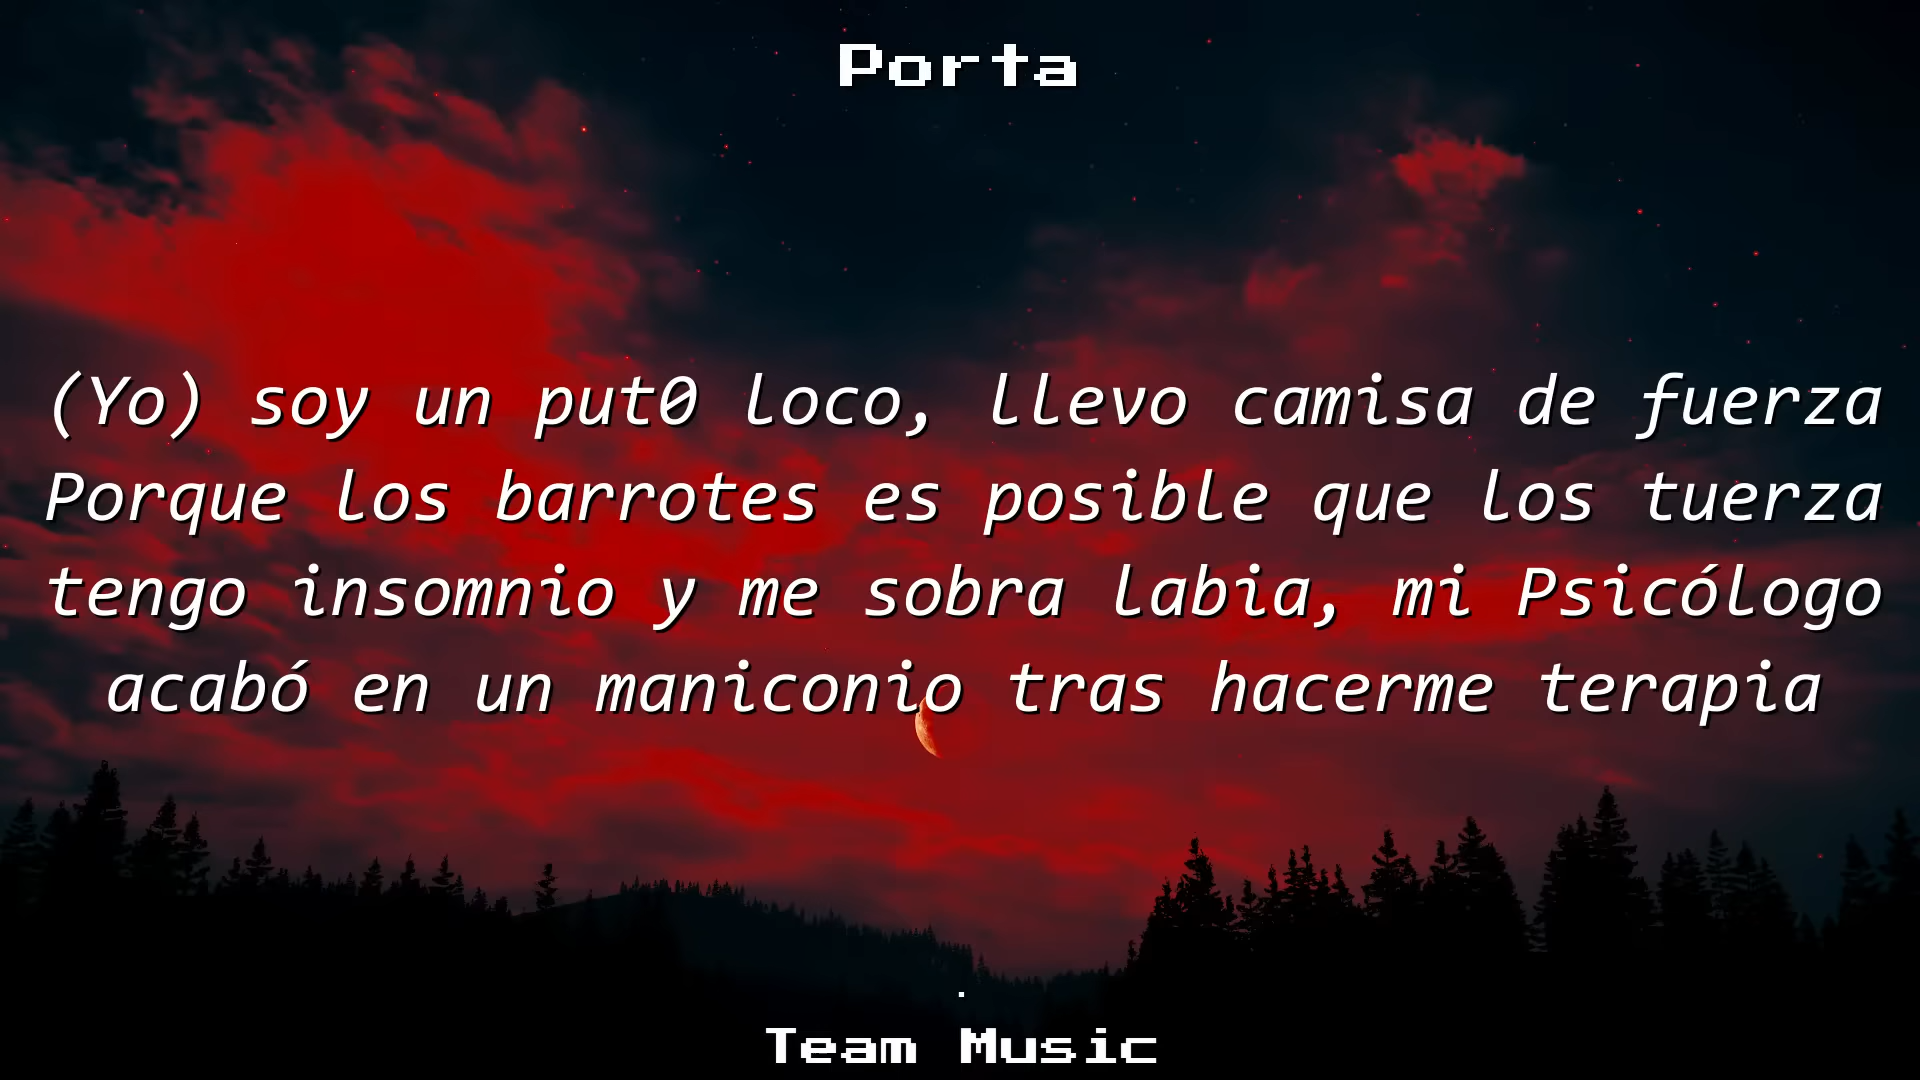 Porta
(Yo) soy un put0 loco, llevo camisa de fuerza
Porque los barrotes es posible que los tuerza
tengo insomnio y me sobra labia, mi Psicólogo
acabó en un maniconio tras hacerme terapia
.
Team Music